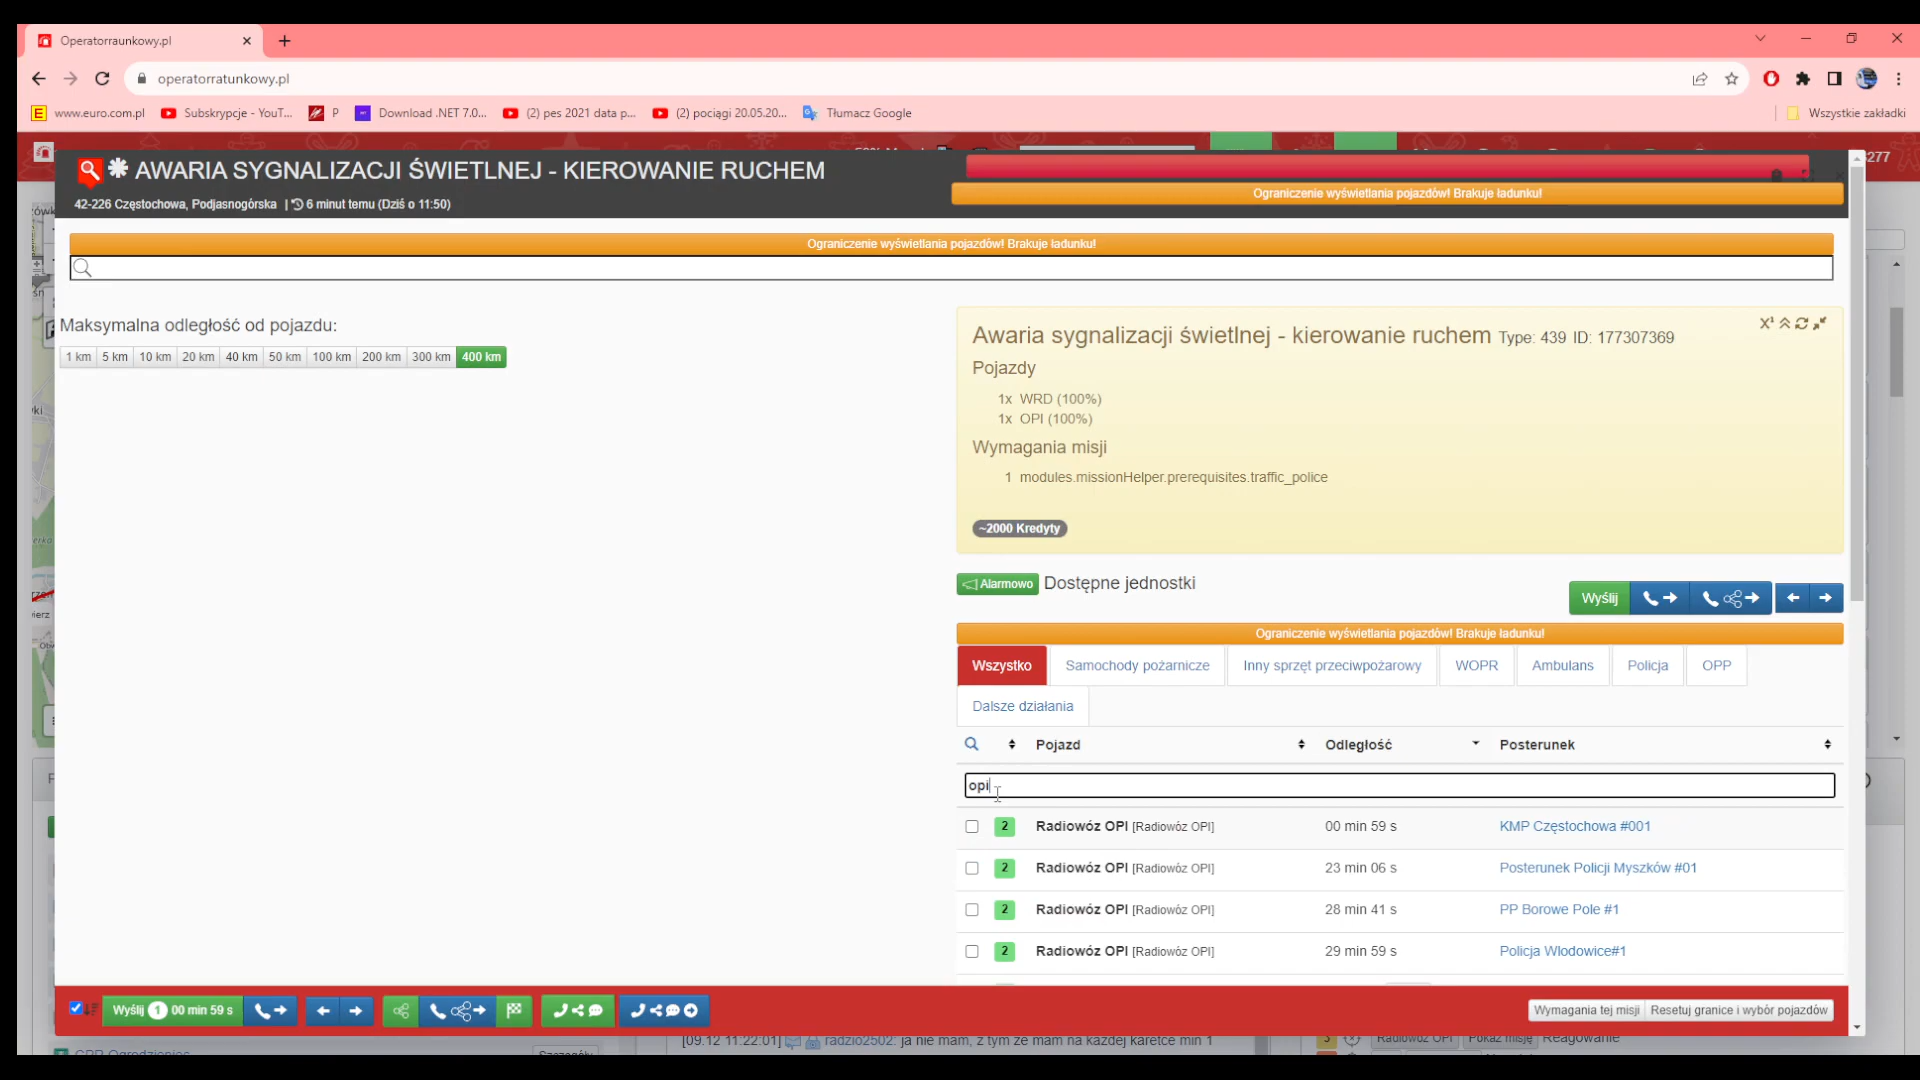 Operatorraunkowy.pl
operatorratunkowy.pl
www.euro.com.pl
Subskrypcje - YouT...
P
Download .NET 7.0...
(2) pes 2021 data p...
(2) pociągi 20.05.20...
Tłumacz Google
Wszystkie zakładki
AWARIA SYGNALIZACJI ŚWIETLNEJ - KIEROWANIE RUCHEM
42-226 Częstochowa, Podjasnogórska | 6 minut temu (Dziś o 11:50)
Ograniczenie wyświetlania pojazdów! Brakuje ładunku!
Ograniczenie wyświetlania pojazdów! Brakuje ładunku!
Maksymalna odległość od pojazdu:
1 km 5 km 10 km 20 km 40 km 50 km 100 km 200 km 300 km 400 km
Awaria sygnalizacji świetlnej - kierowanie ruchem Type: 439 ID: 177307369
Pojazdy
1x WRD (100%)
1x OPI (100%)
Wymagania misji
1 modules.missionHelper.prerequisites.traffic_police
~2000 Kredyty
Alarmowo Dostępne jednostki
Wyślij
Ograniczenie wyświetlania pojazdów! Brakuje ładunku!
Wszystko Samochody pożarnicze Inny sprzęt przeciwpożarowy WOPR Ambulans Policja OPP
Dalsze działania
Pojazd Odległość Posterunek
opi
2 Radiowóz OPI [Radiowóz OPI] 00 min 59 s KMP Częstochowa #001
2 Radiowóz OPI [Radiowóz OPI] 23 min 06 s Posterunek Policji Myszków #01
2 Radiowóz OPI [Radiowóz OPI] 28 min 41 s PP Borowe Pole #1
2 Radiowóz OPI [Radiowóz OPI] 29 min 59 s Policja Wlodowice#1
Wyślij 1 00 min 59 s
Wymagania tej misji Resetuj granice i wybór pojazdów
[09.12 11:22:01] radzio2502: ja nie mam, z tym ze mam na kazdej karetce min 1
Radiowóz OPI Pokaż misję Reagowanie